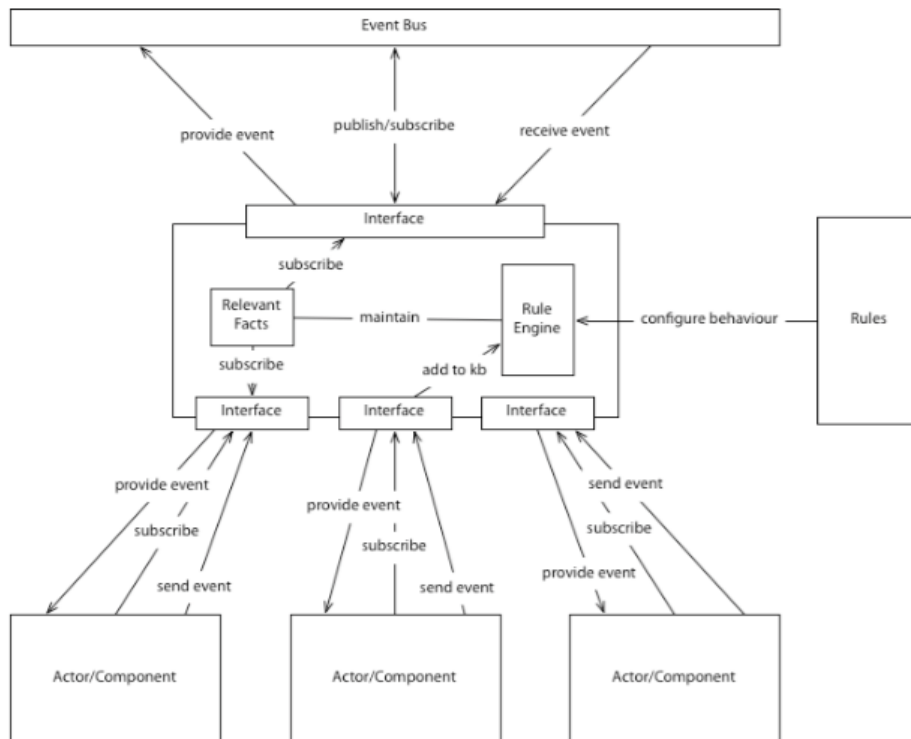 Event Bus
provide event
publish/subscribe
receive event
Interface
subscribe
Relevant
Facts
maintain
Rule
Engine
configure behaviour
Rules
subscribe
add to kb
Interface
Interface
Interface
provide event
subscribe
send event
provide event
subscribe
send event
send event
subscribe
provide event
Actor/Component
Actor/Component
Actor/Component